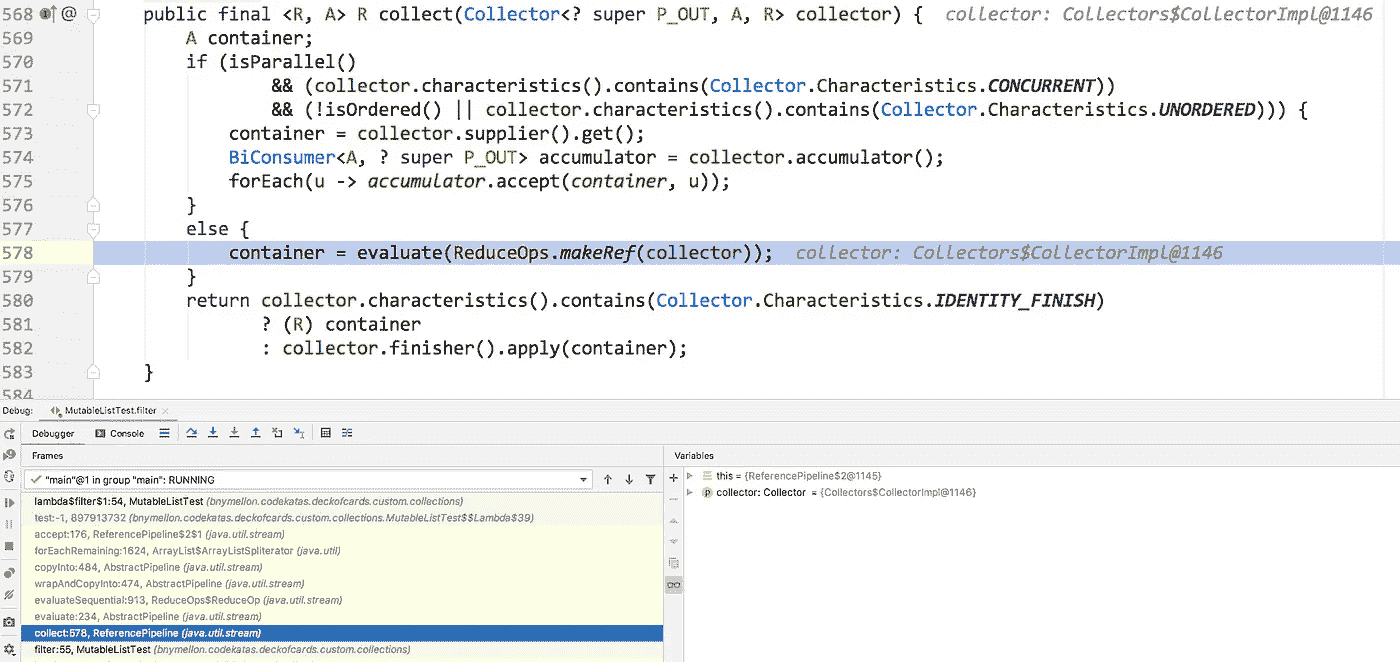 568 @ public final <R, A> R collect(Collector<? super P_OUT, A, R> collector) { collector: Collectors$CollectorImpl@1146
569 A container;
570 if (isParallel()
571 && (collector.characteristics().contains(Collector.Characteristics.CONCURRENT))
572 && (!isOrdered() || collector.characteristics().contains(Collector.Characteristics.UNORDERED))) {
573 container = collector.supplier().get();
574 BiConsumer<A, ? super P_OUT> accumulator = collector.accumulator();
575 forEach(u -> accumulator.accept(container, u));
576 }
577 else {
578 container = evaluate(ReduceOps.makeRef(collector)); collector: Collectors$CollectorImpl@1146
579 }
580 return collector.characteristics().contains(Collector.Characteristics.IDENTITY_FINISH)
581 ? (R) container
582 : collector.finisher().apply(container);
583 }
584
Debug: MutableListTest.filter
Debugger Console
Frames
Variables
"main"@1 in group "main": RUNNING
this = {ReferencePipeline$2@1145}
collector: Collector = {Collectors$CollectorImpl@1146}
lambda$filter$1:54, MutableListTest (bnymellon.codekatas.deckofcards.custom.collections)
test:-1, 897913732 (bnymellon.codekatas.deckofcards.custom.collections.MutableListTest$$Lambda$39)
accept:176, ReferencePipeline$2$1 (java.util.stream)
forEachRemaining:1624, ArrayList$ArrayListSpliterator (java.util)
copyInto:484, AbstractPipeline (java.util.stream)
wrapAndCopyInto:474, AbstractPipeline (java.util.stream)
evaluateSequential:913, ReduceOps$ReduceOp (java.util.stream)
evaluate:234, AbstractPipeline (java.util.stream)
collect:578, ReferencePipeline (java.util.stream)
filter:55, MutableListTest (bnymellon.codekatas.deckofcards.custom.collections)